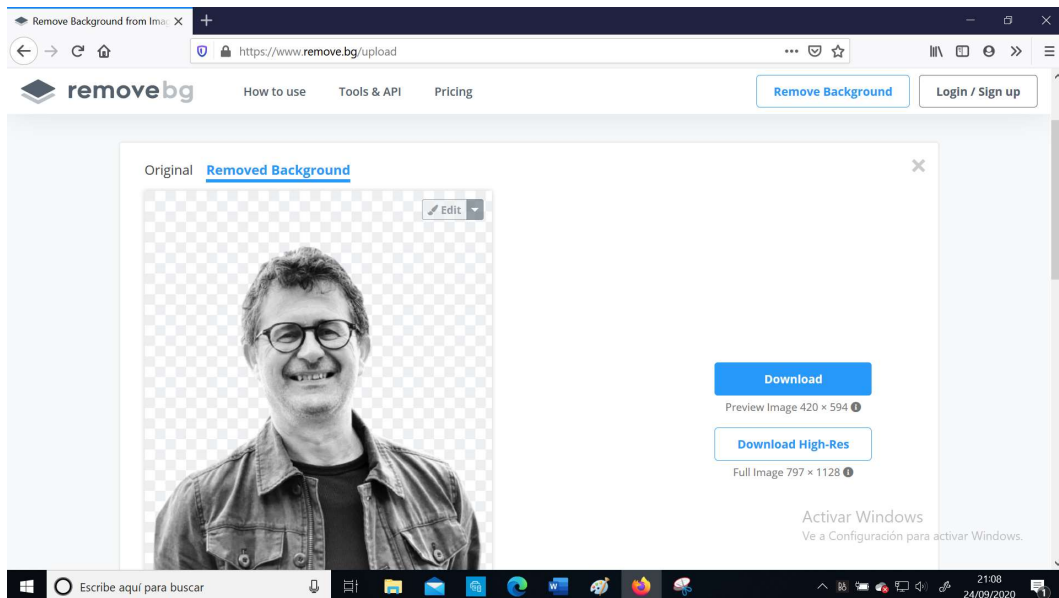 Remove Background from Ima
https://www.remove.bg/upload
removebg
How to use Tools & API Pricing
Remove Background
Login / Sign up
Original Removed Background
Edit
Download
Preview Image 420 × 594
Download High-Res
Full Image 797 × 1128
Activar Windows
Ve a Configuración para activar Windows.
Escribe aquí para buscar
21:08
24/09/2020